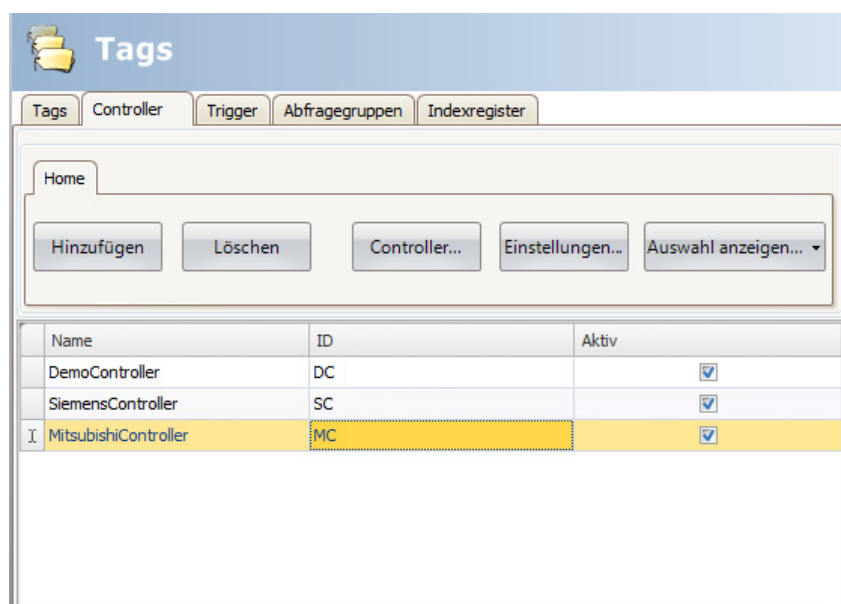 Tags
Tags Controller Trigger Abfragegruppen Indexregister
Home
Hinzufügen Löschen Controller... Einstellungen... Auswahl anzeigen...
Name ID Aktiv
DemoController DC
SiemensController SC
MitsubishiController MC